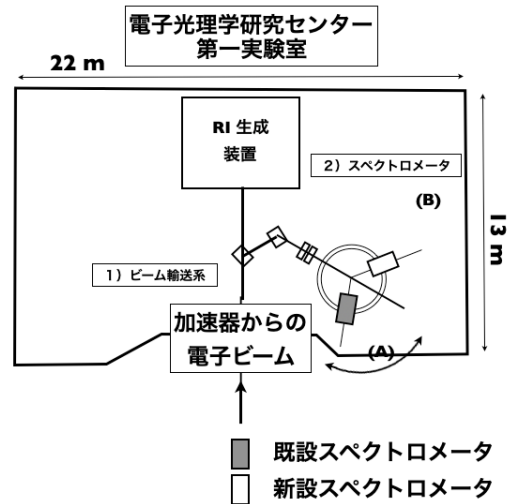 電子光理学研究センター
第一実験室
22 m
RI 生成
装置
2）スペクトロメータ
(B)
13 m
1）ビーム輸送系
加速器からの
電子ビーム
(A)
既設スペクトロメータ
新設スペクトロメータ